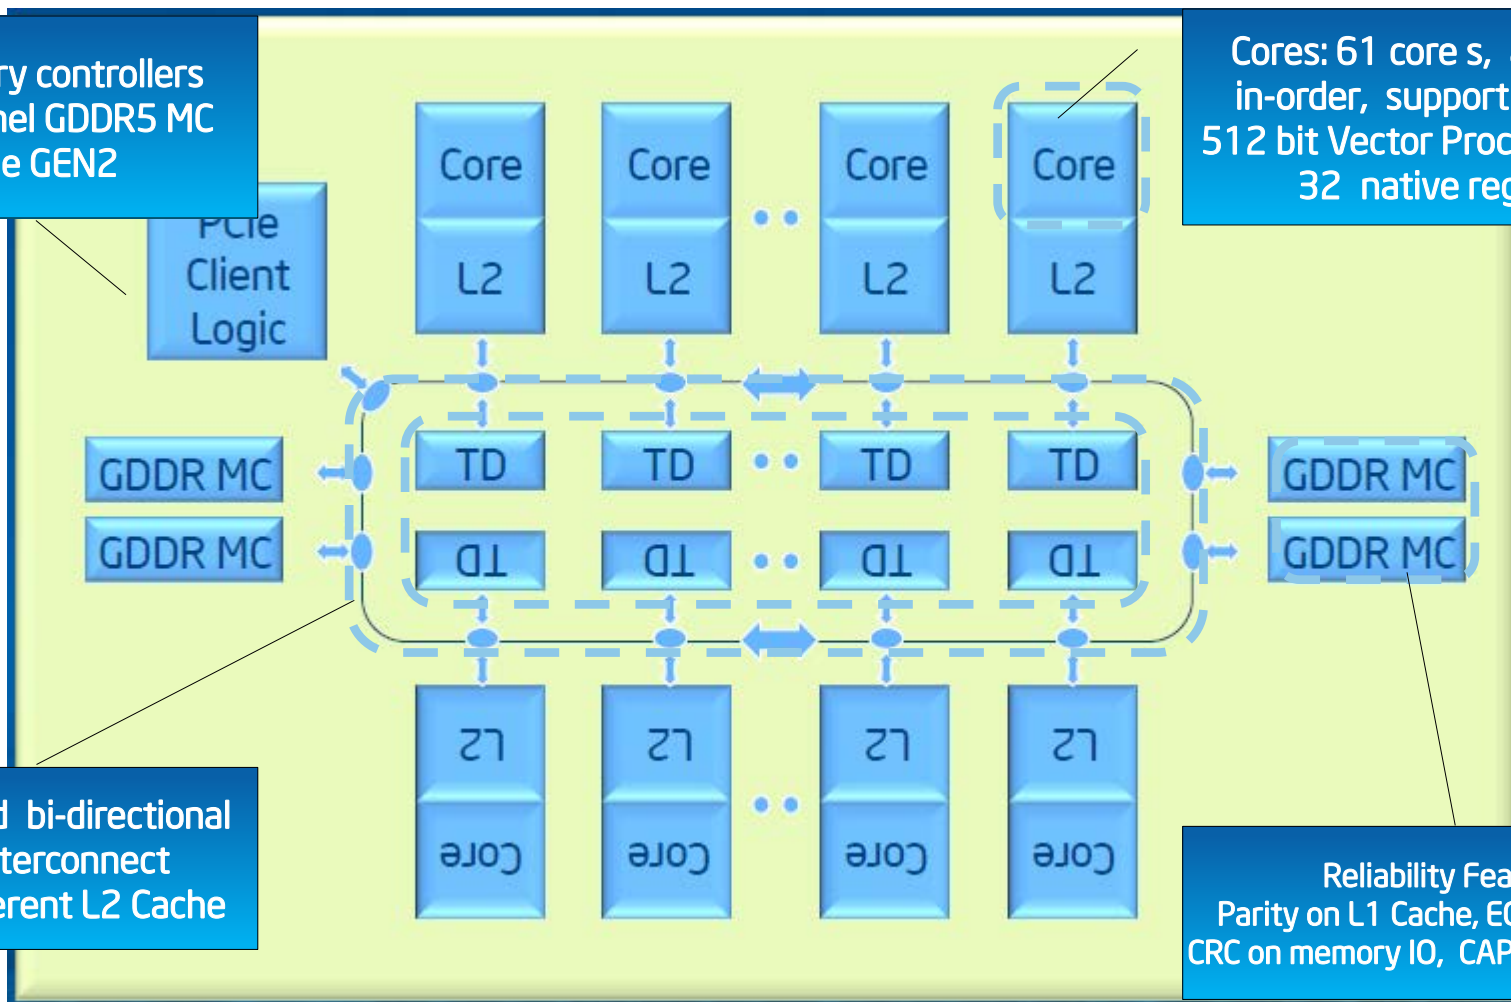 ry controllers
nel GDDR5 MC
e GEN2
Cores: 61 core s,
in-order, support
512 bit Vector Proc
32 native reg
PCIe
Client
Logic
Core
L2
Core
L2
Core
L2
Core
L2
GDDR MC
GDDR MC
TD
TD
TD
TD
TD
TD
TD
TD
GDDR MC
GDDR MC
L2
Core
L2
Core
L2
Core
L2
Core
d bi-directional
terconnect
erent L2 Cache
Reliability Fea
Parity on L1 Cache, EC
CRC on memory IO, CAP